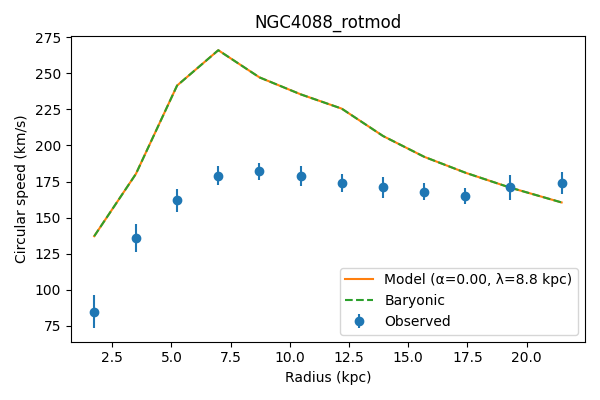 NGC4088_rotmod
275
250
225
200
175
150
125
100
75
Circular speed (km/s)
Model (α=0.00, λ=8.8 kpc)
Baryonic
Observed
2.5 5.0 7.5 10.0 12.5 15.0 17.5 20.0
Radius (kpc)